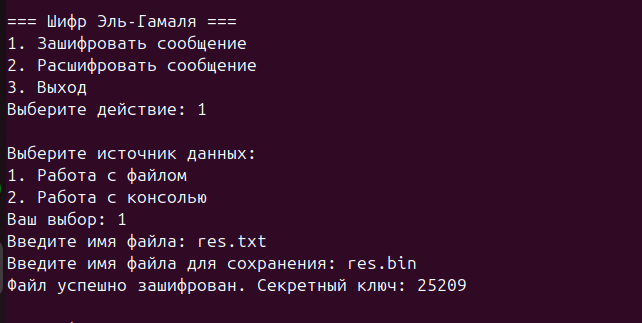 === Шифр Эль-Гамаля ===
1. Зашифровать сообщение
2. Расшифровать сообщение
3. Выход
Выберите действие: 1
Выберите источник данных:
1. Работа с файлом
2. Работа с консолью
Ваш выбор: 1
Введите имя файла: res.txt
Введите имя файла для сохранения: res.bin
Файл успешно зашифрован. Секретный ключ: 25209